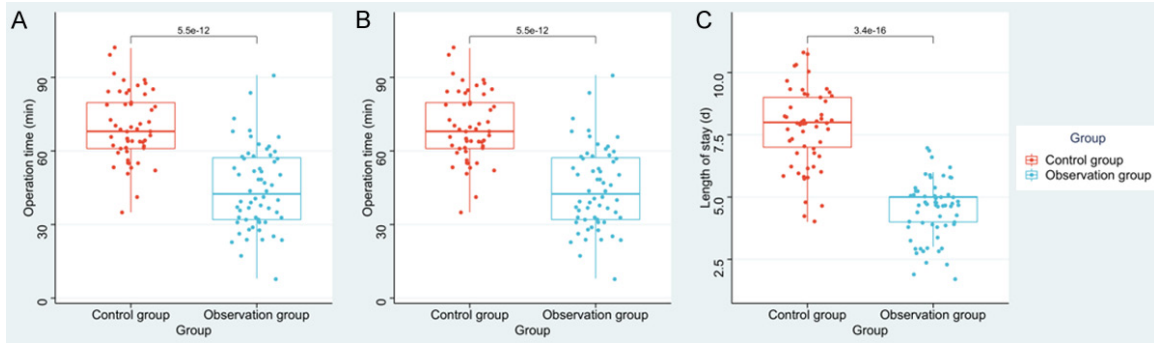 A
5.5e-12
Operation time (min)
90
60
30
0
Control group
Observation group
Group
B
5.5e-12
Operation time (min)
90
60
30
0
Control group
Observation group
Group
C
3.4e-16
Length of stay (d)
10.0
7.5
5.0
2.5
Control group
Observation group
Group
Group
Control group
Observation group